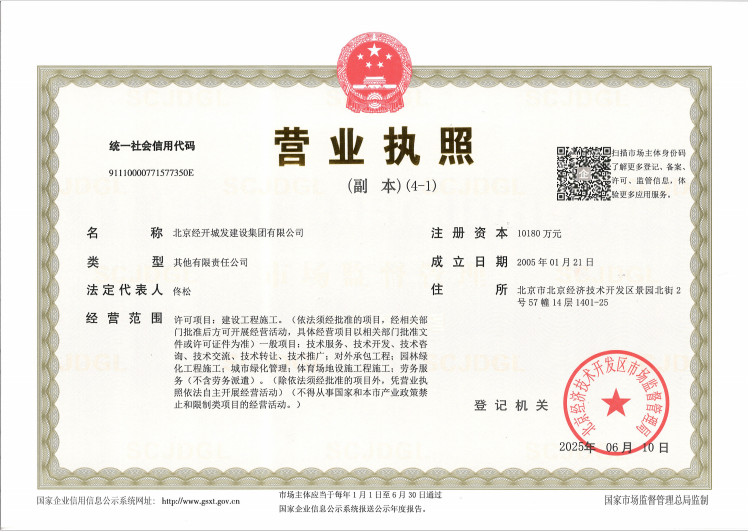 统一社会信用代码
91110000771577350E
营业执照
(副 本)(4-1)
扫描市场主体身份码
了解更多登记、备案、
许可、监管信息，体
验更多应用服务。
名 称 北京经开城发建设集团有限公司
类 型 其他有限责任公司
法定代表人 佟松
经营范围 许可项目：建设工程施工。（依法须经批准的项目，经相关部
门批准后方可开展经营活动，具体经营项目以相关部门批准文
件或许可证件为准）一般项目：技术服务、技术开发、技术咨
询、技术交流、技术转让、技术推广；对外承包工程；园林绿
化工程施工；城市绿化管理；体育场地设施工程施工；劳务服
务（不含劳务派遣）。（除依法须经批准的项目外，凭营业执
照依法自主开展经营活动）（不得从事国家和本市产业政策禁
止和限制类项目的经营活动。）
注册资本 10180 万元
成立日期 2005 年 01 月 21 日
住 所 北京市北京经济技术开发区景园北街 2
号 57 幢 14 层 1401-25
登记机关
北京经济技术开发区市场监督管理局
2025年 06 月 10 日
国家企业信用信息公示系统网址： http://www.gsxt.gov.cn
市场主体应当于每年 1 月 1 日至 6 月 30 日通过
国家企业信用信息公示系统报送公示年度报告。
国家市场监督管理总局监制